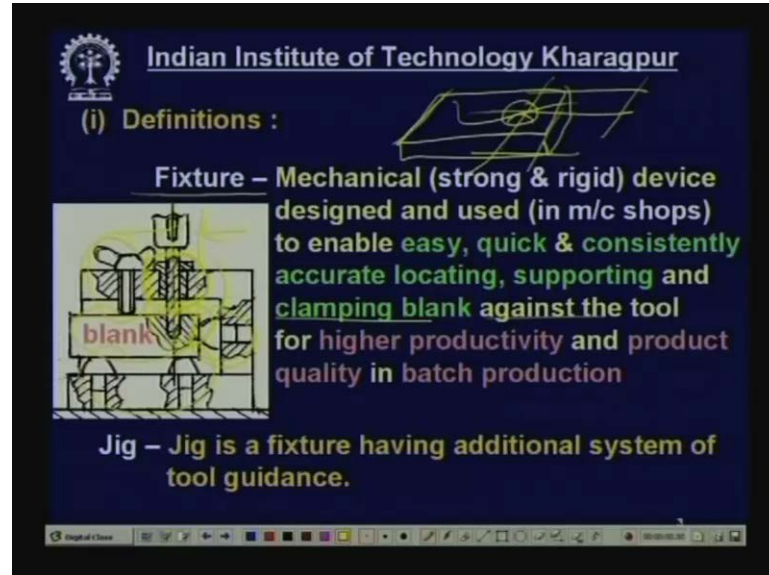 Indian Institute of Technology Kharagpur
(i) Definitions :
Fixture – Mechanical (strong & rigid) device
designed and used (in m/c shops)
to enable easy, quick & consistently
accurate locating, supporting and
clamping blank against the tool
for higher productivity and product
quality in batch production
blank
Jig – Jig is a fixture having additional system of
tool guidance.
Digital Class